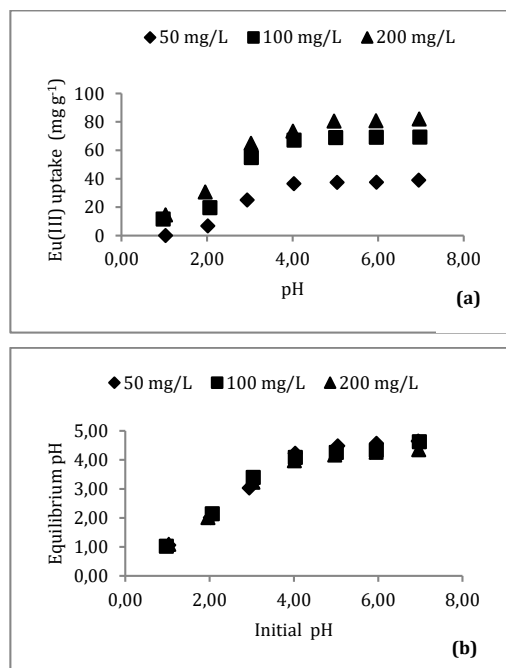 ◆ 50 mg/L ■ 100 mg/L ▲ 200 mg/L
Eu(III) uptake (mg g⁻¹)
100
80
60
40
20
0
0,00 2,00 4,00 6,00 8,00
pH
(a)
◆ 50 mg/L ■ 100 mg/L ▲ 200 mg/L
Equilibrium pH
5,00
4,00
3,00
2,00
1,00
0,00
0,00 2,00 4,00 6,00 8,00
Initial pH
(b)